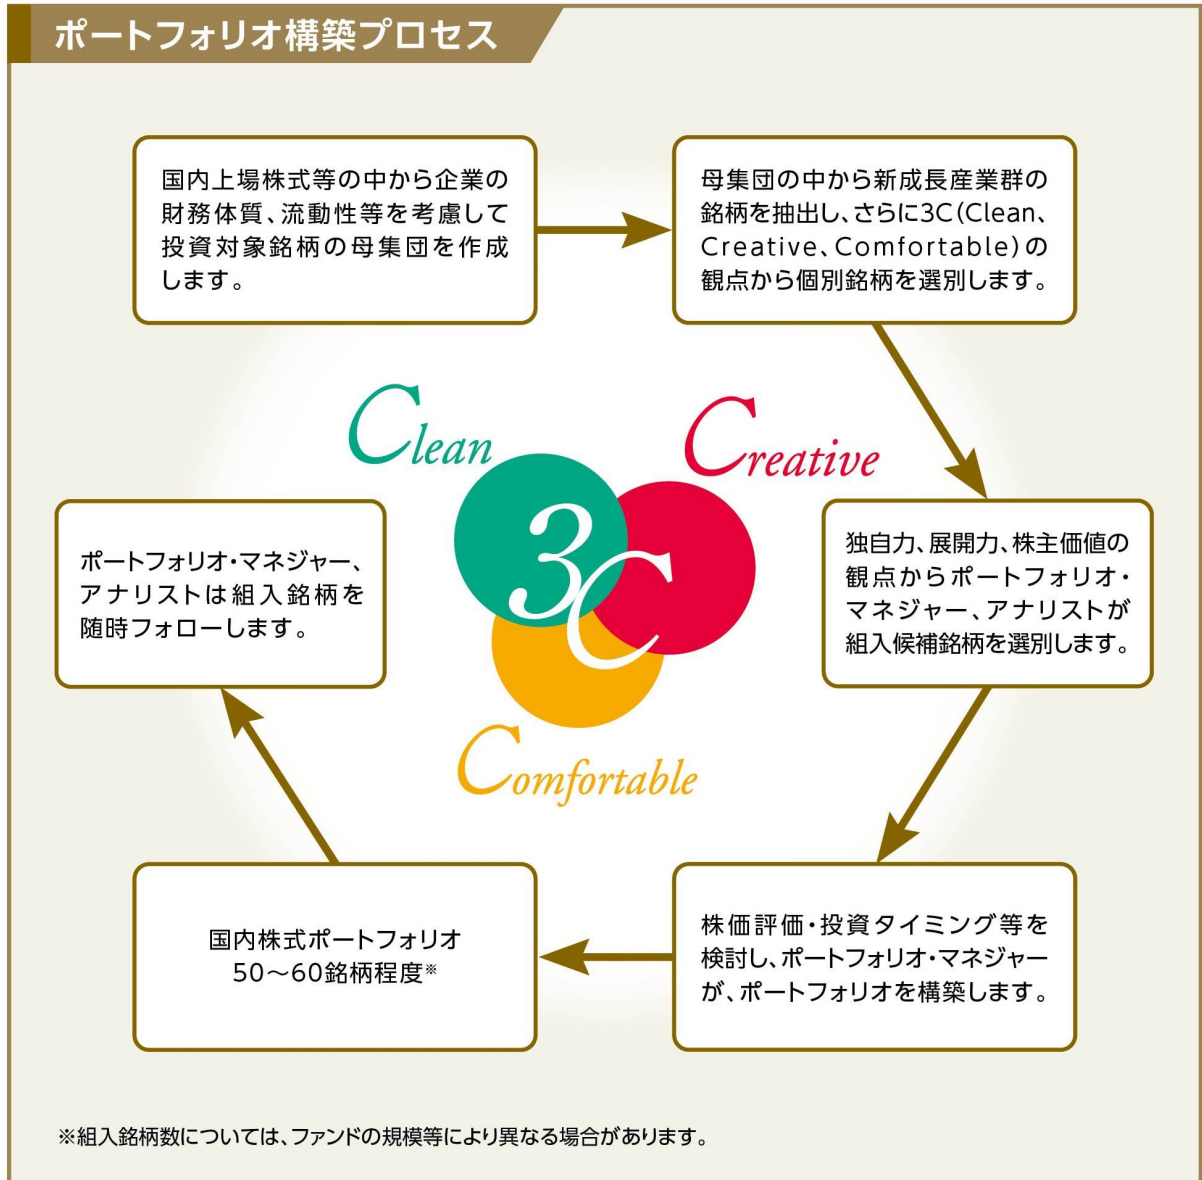 ポートフォリオ構築プロセス
国内上場株式等の中から企業の
財務体質、流動性等を考慮して
投資対象銘柄の母集団を作成
します。
母集団の中から新成長産業群の
銘柄を抽出し、さらに3C(Clean、
Creative、Comfortable)の
観点から個別銘柄を選別します。
Clean
Creative
3C
Comfortable
独自力、展開力、株主価値の
観点からポートフォリオ・
マネジャー、アナリストが
組入候補銘柄を選別します。
ポートフォリオ・マネジャー、
アナリストは組入銘柄を
随時フォローします。
株価評価・投資タイミング等を
検討し、ポートフォリオ・マネジャー
が、ポートフォリオを構築します。
国内株式ポートフォリオ
50～60銘柄程度※
※組入銘柄数については、ファンドの規模等により異なる場合があります。